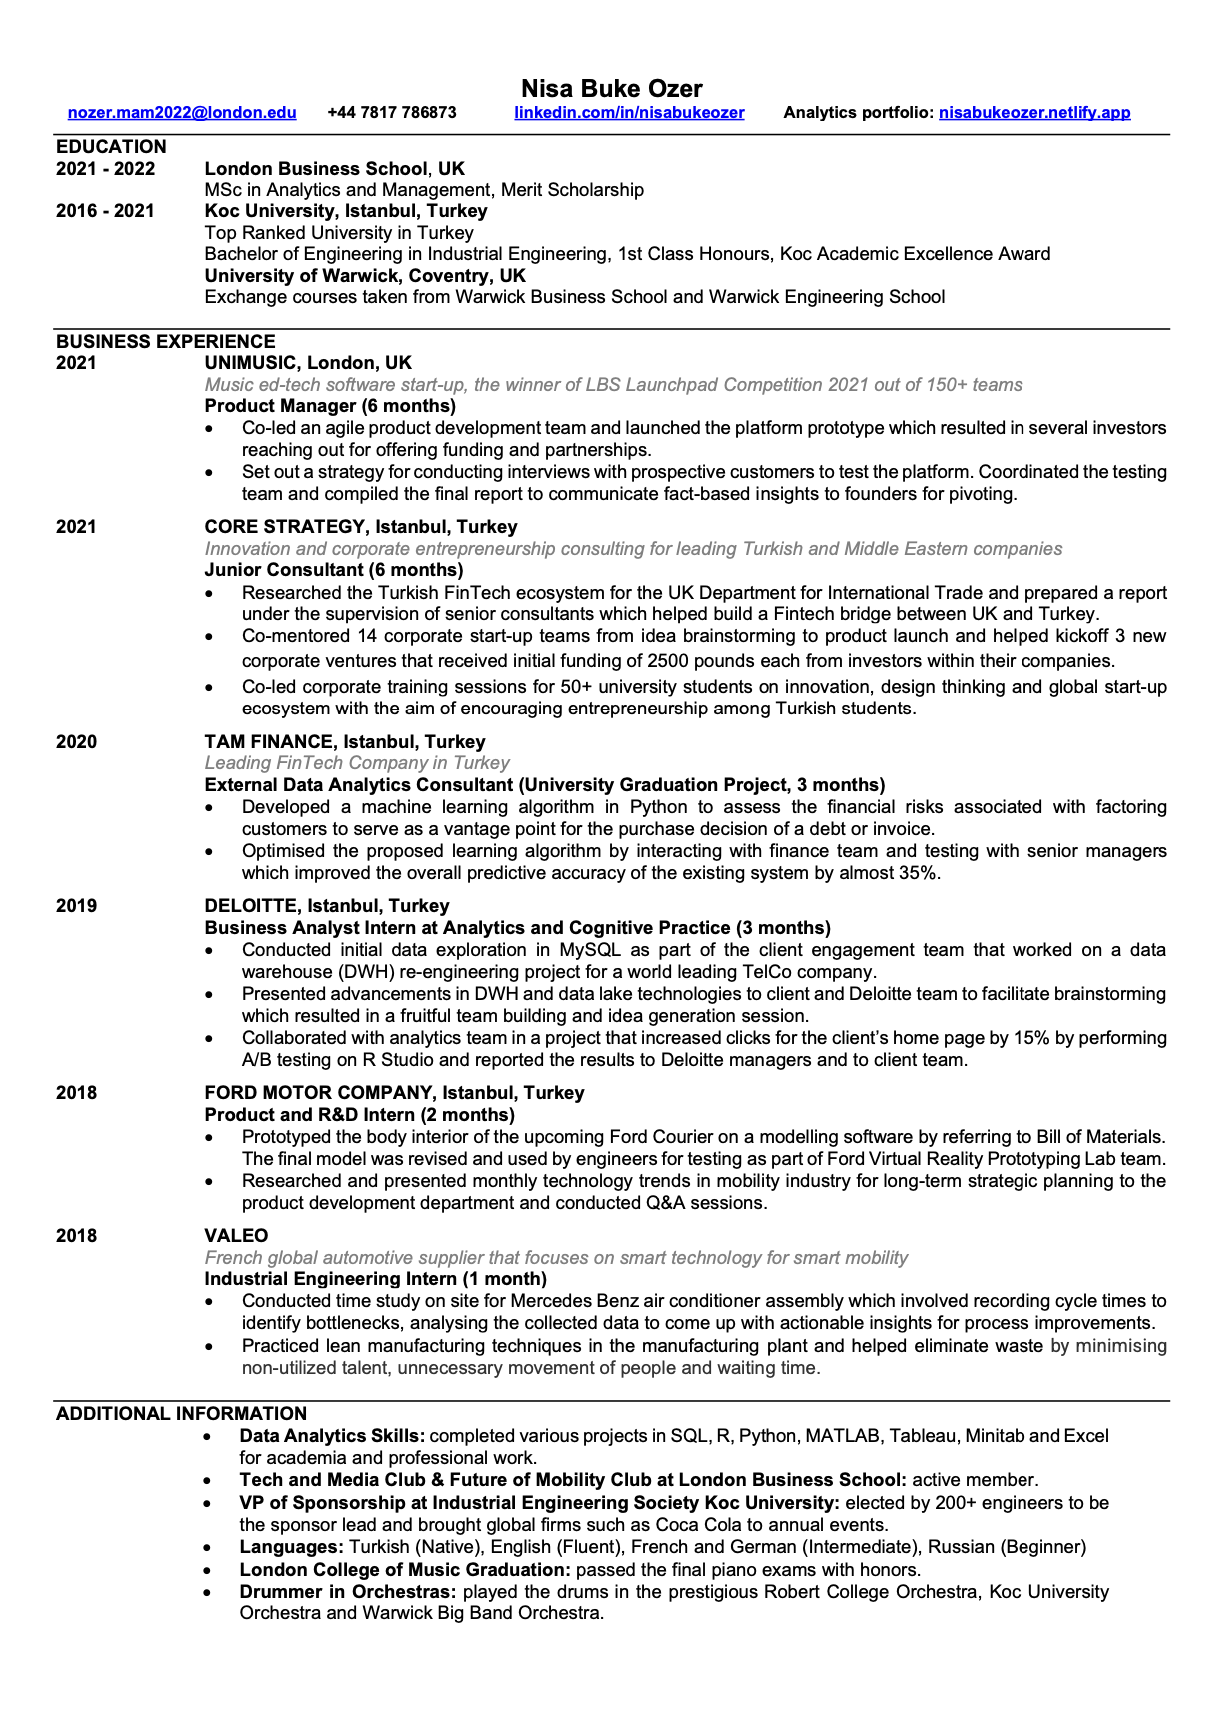 Nisa Buke Ozer
nozer.mam2022@london.edu +44 7817 786873 linkedin.com/in/nisabukeozer Analytics portfolio: nisabukeozer.netlify.app
EDUCATION
2021 - 2022 London Business School, UK
MSc in Analytics and Management, Merit Scholarship
2016 - 2021 Koc University, Istanbul, Turkey
Top Ranked University in Turkey
Bachelor of Engineering in Industrial Engineering, 1st Class Honours, Koc Academic Excellence Award
University of Warwick, Coventry, UK
Exchange courses taken from Warwick Business School and Warwick Engineering School
BUSINESS EXPERIENCE
2021 UNIMUSIC, London, UK
Music ed-tech software start-up, the winner of LBS Launchpad Competition 2021 out of 150+ teams
Product Manager (6 months)
• Co-led an agile product development team and launched the platform prototype which resulted in several investors
reaching out for offering funding and partnerships.
• Set out a strategy for conducting interviews with prospective customers to test the platform. Coordinated the testing
team and compiled the final report to communicate fact-based insights to founders for pivoting.
2021 CORE STRATEGY, Istanbul, Turkey
Innovation and corporate entrepreneurship consulting for leading Turkish and Middle Eastern companies
Junior Consultant (6 months)
• Researched the Turkish FinTech ecosystem for the UK Department for International Trade and prepared a report
under the supervision of senior consultants which helped build a Fintech bridge between UK and Turkey.
• Co-mentored 14 corporate start-up teams from idea brainstorming to product launch and helped kickoff 3 new
corporate ventures that received initial funding of 2500 pounds each from investors within their companies.
• Co-led corporate training sessions for 50+ university students on innovation, design thinking and global start-up
ecosystem with the aim of encouraging entrepreneurship among Turkish students.
2020 TAM FINANCE, Istanbul, Turkey
Leading FinTech Company in Turkey
External Data Analytics Consultant (University Graduation Project, 3 months)
• Developed a machine learning algorithm in Python to assess the financial risks associated with factoring
customers to serve as a vantage point for the purchase decision of a debt or invoice.
• Optimised the proposed learning algorithm by interacting with finance team and testing with senior managers
which improved the overall predictive accuracy of the existing system by almost 35%.
2019 DELOITTE, Istanbul, Turkey
Business Analyst Intern at Analytics and Cognitive Practice (3 months)
• Conducted initial data exploration in MySQL as part of the client engagement team that worked on a data
warehouse (DWH) re-engineering project for a world leading TelCo company.
• Presented advancements in DWH and data lake technologies to client and Deloitte team to facilitate brainstorming
which resulted in a fruitful team building and idea generation session.
• Collaborated with analytics team in a project that increased clicks for the client’s home page by 15% by performing
A/B testing on R Studio and reported the results to Deloitte managers and to client team.
2018 FORD MOTOR COMPANY, Istanbul, Turkey
Product and R&D Intern (2 months)
• Prototyped the body interior of the upcoming Ford Courier on a modelling software by referring to Bill of Materials.
The final model was revised and used by engineers for testing as part of Ford Virtual Reality Prototyping Lab team.
• Researched and presented monthly technology trends in mobility industry for long-term strategic planning to the
product development department and conducted Q&A sessions.
2018 VALEO
French global automotive supplier that focuses on smart technology for smart mobility
Industrial Engineering Intern (1 month)
• Conducted time study on site for Mercedes Benz air conditioner assembly which involved recording cycle times to
identify bottlenecks, analysing the collected data to come up with actionable insights for process improvements.
• Practiced lean manufacturing techniques in the manufacturing plant and helped eliminate waste by minimising
non-utilized talent, unnecessary movement of people and waiting time.
ADDITIONAL INFORMATION
• Data Analytics Skills: completed various projects in SQL, R, Python, MATLAB, Tableau, Minitab and Excel
for academia and professional work.
• Tech and Media Club & Future of Mobility Club at London Business School: active member.
• VP of Sponsorship at Industrial Engineering Society Koc University: elected by 200+ engineers to be
the sponsor lead and brought global firms such as Coca Cola to annual events.
• Languages: Turkish (Native), English (Fluent), French and German (Intermediate), Russian (Beginner)
• London College of Music Graduation: passed the final piano exams with honors.
• Drummer in Orchestras: played the drums in the prestigious Robert College Orchestra, Koc University
Orchestra and Warwick Big Band Orchestra.